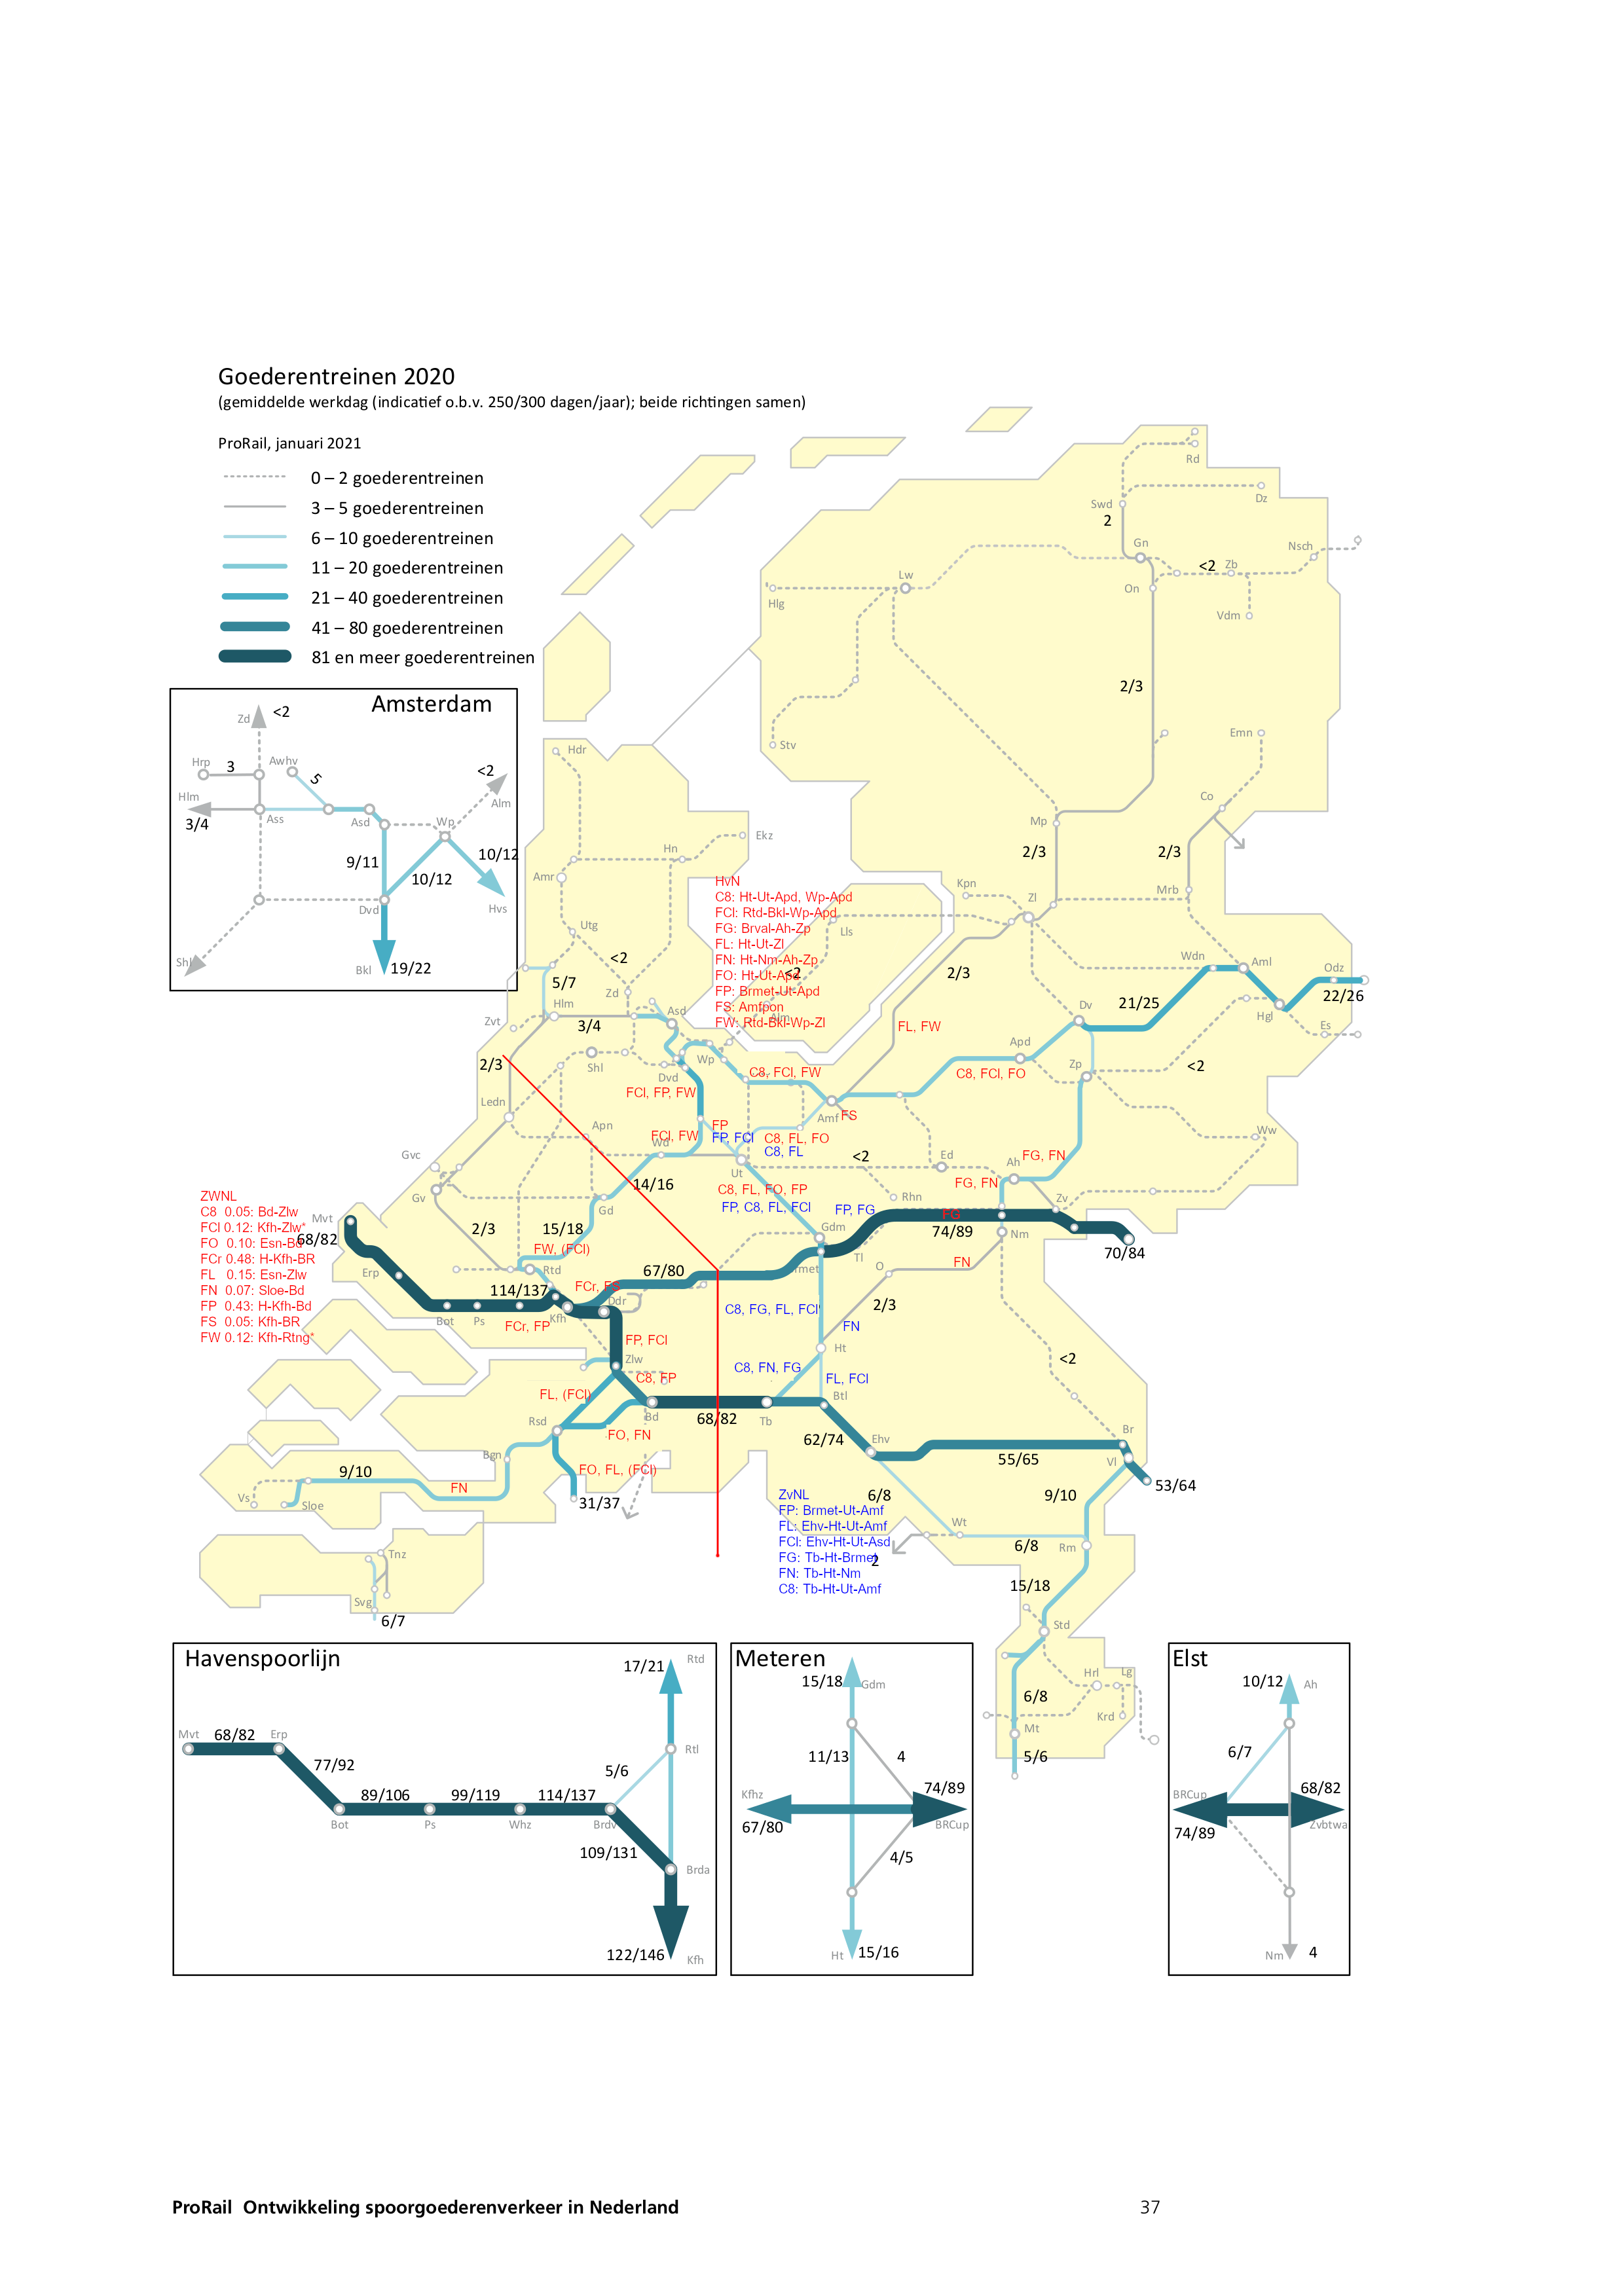 Goederentreinen 2020
(gemiddelde werkdag (indicatief o.b.v. 250/300 dagen/jaar); beide richtingen samen)
ProRail, januari 2021
0 – 2 goederentreinen
3 – 5 goederentreinen
6 – 10 goederentreinen
11 – 20 goederentreinen
21 – 40 goederentreinen
41 – 80 goederentreinen
81 en meer goederentreinen
Amsterdam
Zd
<2
Hrp
3
Awhv
5
<2
Hlm
Alm
3/4
Ass
Asd
Wp
9/11
10/12
10/12
Dvd
Hvs
Shl
Bkl
19/22
Rd
Swd
Dz
2
Gn
Nsch
<2
Zb
Lw
On
Hlg
Vdm
2/3
Stv
Emn
Hdr
Co
Mp
Ekz
Hn
2/3
2/3
Amr
Kpn
Mrb
Zl
HvN
C8: Ht-Ut-Apd, Wp-Apd
FCI: Rtd-Bkl-Wp-Apd
FG: Brval-Ah-Zp
FL: Ht-Ut-Zl
FN: Ht-Nm-Ah-Zp
FO: Ht-Ut-Apd
FP: Brmet-Ut-Apd
FS: Amfpon
FW: Rtd-Bkl-Wp-Zl
Utg
Lls
<2
<2
Wdn
Aml
Odz
2/3
5/7
Zd
22/26
21/25
Hlm
Asd
Alm
Dv
Hgl
Zvt
3/4
FL, FW
Es
Apd
2/3
Shl
Wp
Zp
<2
Dvd
C8, FCI, FW
C8, FCI, FO
FCI, FP, FW
Ledn
Amf
FS
Apn
FP
FCI, FW
FP, FCI
C8, FL, FO
Wd
C8, FL
Ww
Gvc
<2
Ed
Ah
FG, FN
Ut
FG, FN
14/16
C8, FL, FO, FP
Gv
Rhn
Zv
FP, C8, FL, FCI
FP, FG
Gd
FG
ZWNL
C8 0.05: Bd-Zlw
FCI 0.12: Kfh-Zlw*
FO 0.10: Esn-Bd
FCr 0.48: H-Kfh-BR
FL 0.15: Esn-Zlw
FN 0.07: Sloe-Bd
FP 0.43: H-Kfh-Bd
FS 0.05: Kfh-BR
FW 0.12: Kfh-Rtng*
Mvt
68/82
2/3
15/18
Gdm
74/89
Nm
FW, (FCI)
Tl
70/84
Erp
Rtd
67/80
rmet
O
FN
114/137
FCr, FS
Ddr
2/3
Bot
Ps
FCr, FP
Kfh
C8, FG, FL, FCI
FN
FP, FCI
Ht
Zlw
<2
C8, FN, FG
C8, FP
FL, FCI
FL, (FCI)
Btl
Bd
68/82
Tb
Rsd
FO, FN
62/74
Ehv
Br
Bgn
55/65
Vl
9/10
FO, FL, (FCI)
FN
53/64
Vs
Sloe
31/37
6/8
9/10
ZvNL
FP: Brmet-Ut-Amf
FL: Ehv-Ht-Ut-Amf
FCI: Ehv-Ht-Ut-Asd
FG: Tb-Ht-Brmet
FN: Tb-Ht-Nm
C8: Tb-Ht-Ut-Amf
2
Wt
6/8
Rm
Tnz
15/18
Svg
6/7
Std
Hrl
Lg
6/8
Krd
Mt
5/6
Havenspoorlijn
17/21
Rtd
Mvt
68/82
Erp
77/92
Rtl
5/6
89/106
99/119
114/137
Bot
Ps
Whz
Brdv
109/131
Brda
122/146
Kfh
Meteren
15/18
Gdm
11/13
4
Kfhz
74/89
67/80
BRCup
4/5
Ht
15/16
Elst
10/12
Ah
6/7
BRCup
68/82
74/89
Zvbtwa
Nm
4
ProRail Ontwikkeling spoorgoederenverkeer in Nederland
37